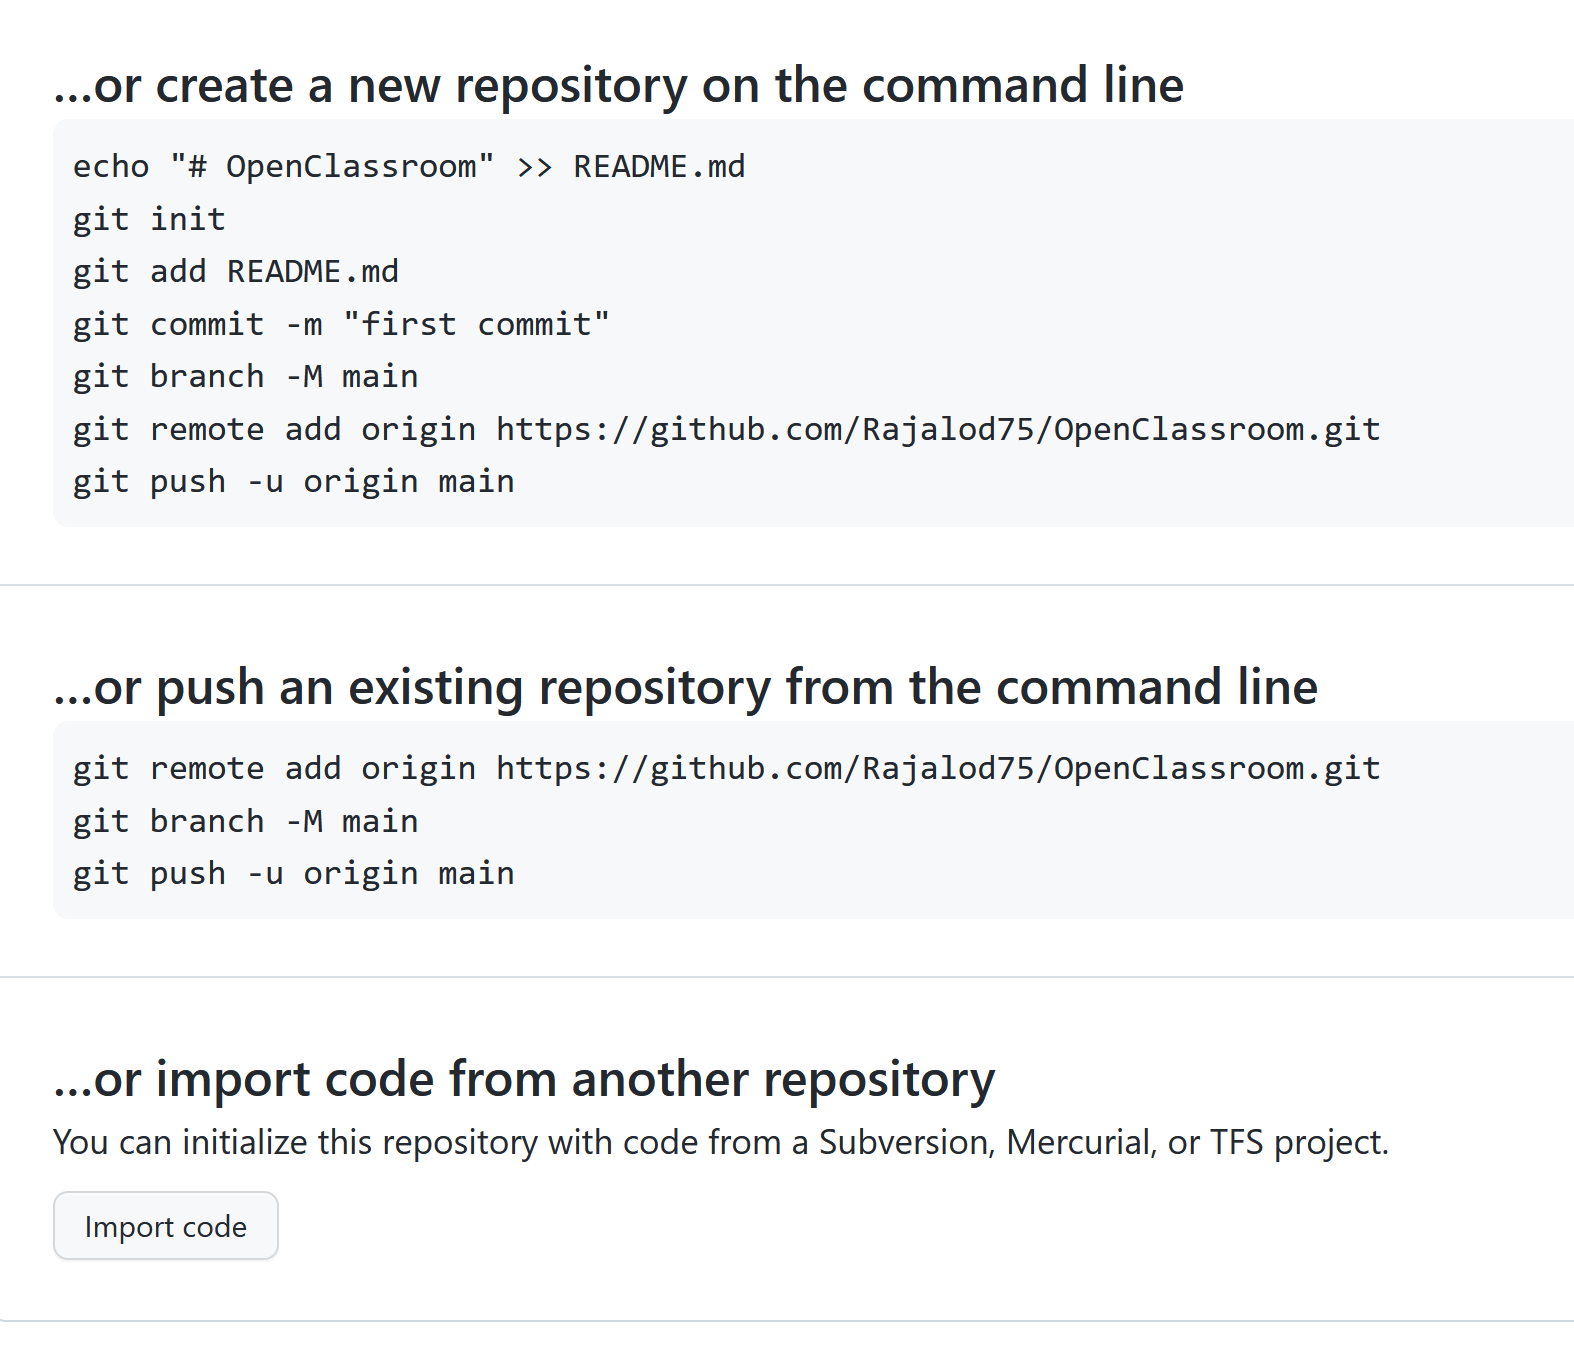 ...or create a new repository on the command line
echo "# OpenClassroom" >> README.md
git init
git add README.md
git commit -m "first commit"
git branch -M main
git remote add origin https://github.com/Rajalod75/OpenClassroom.git
git push -u origin main
...or push an existing repository from the command line
git remote add origin https://github.com/Rajalod75/OpenClassroom.git
git branch -M main
git push -u origin main
...or import code from another repository
You can initialize this repository with code from a Subversion, Mercurial, or TFS project.
Import code